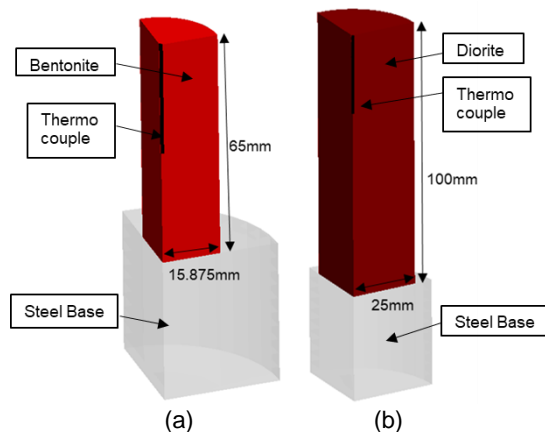 Bentonite
Thermo
couple
65mm
15.875mm
Steel Base
(a)
Diorite
Thermo
couple
100mm
25mm
Steel Base
(b)